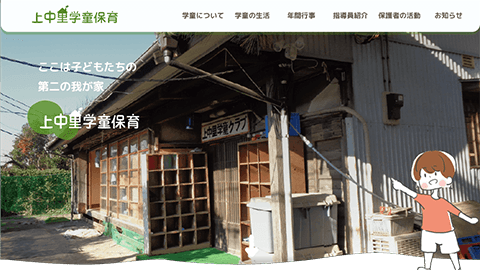 上中里学童保育
学童について 学童の生活 年間行事 指導員紹介 保護者の活動 お知らせ
ここは子どもたちの
第二の我が家
上中里学童保育
上中里学童クラブ